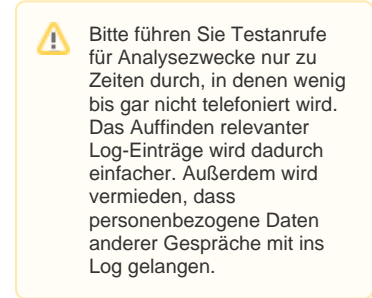 Bitte führen Sie Testanrufe
für Analysezwecke nur zu
Zeiten durch, in denen wenig
bis gar nicht telefoniert wird.
Das Auffinden relevanter
Log-Einträge wird dadurch
einfacher. Außerdem wird
vermieden, dass
personenbezogene Daten
anderer Gespräche mit ins
Log gelangen.